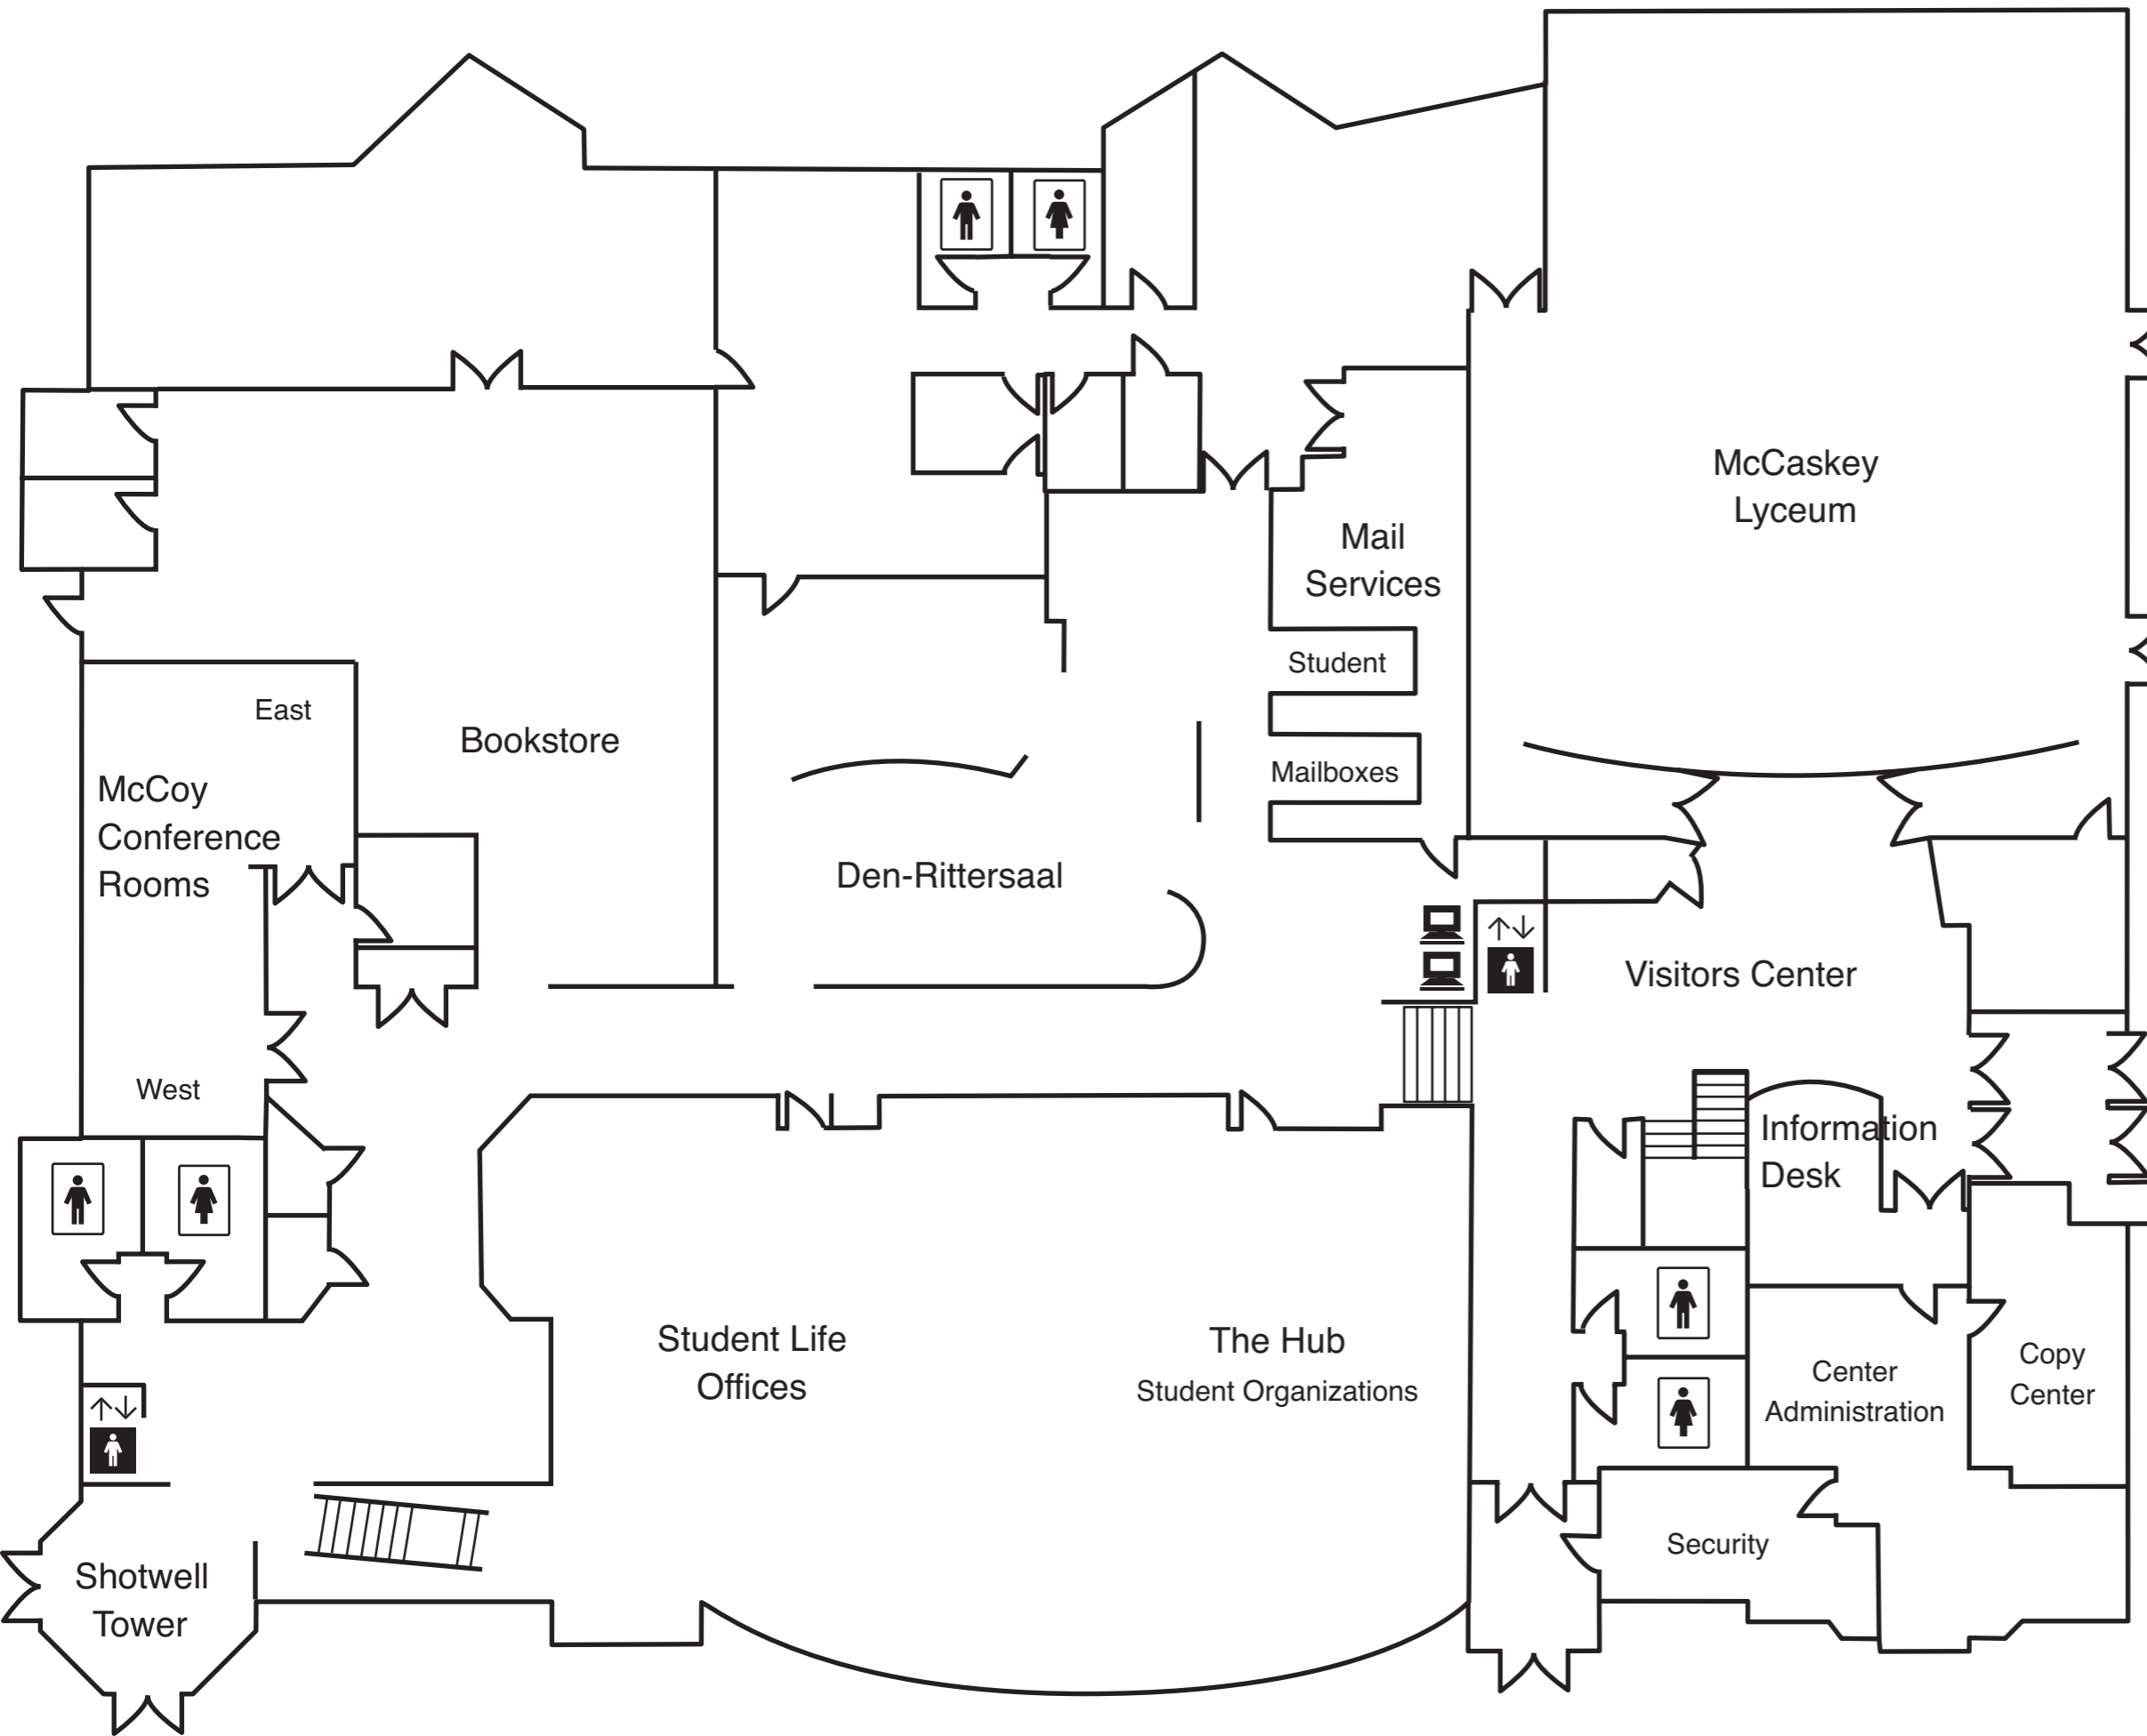 McCaskey
Lyceum
Mail
Services
Student
Mailboxes
East
Bookstore
McCoy
Conference
Rooms
West
Den-Rittersaal
Visitors Center
Information
Desk
Student Life
Offices
The Hub
Student Organizations
Center
Administration
Copy
Center
Security
Shotwell
Tower